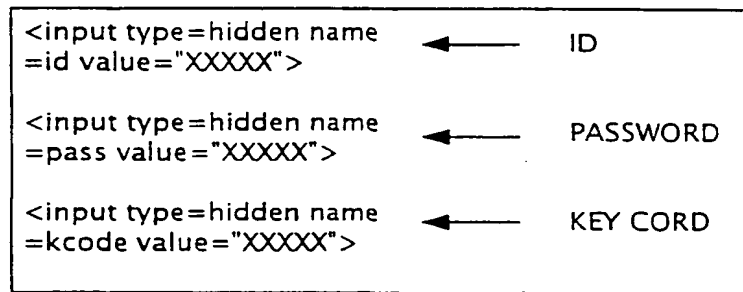 <input type=hidden name ID
=id value="XXXXX">
<input type=hidden name PASSWORD
=pass value="XXXXX">
<input type=hidden name KEY CORD
=kcode value="XXXXX">